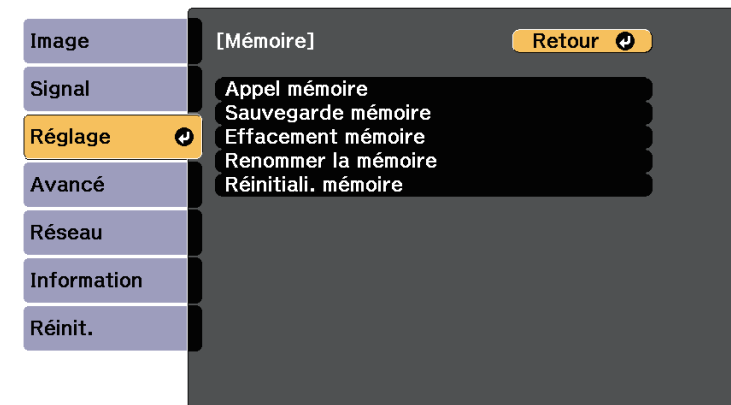 Image
Signal
Réglage
Avancé
Réseau
Information
Réinit.
[Mémoire]
Retour
Appel mémoire
Sauvegarde mémoire
Effacement mémoire
Renommer la mémoire
Réinitiali. mémoire